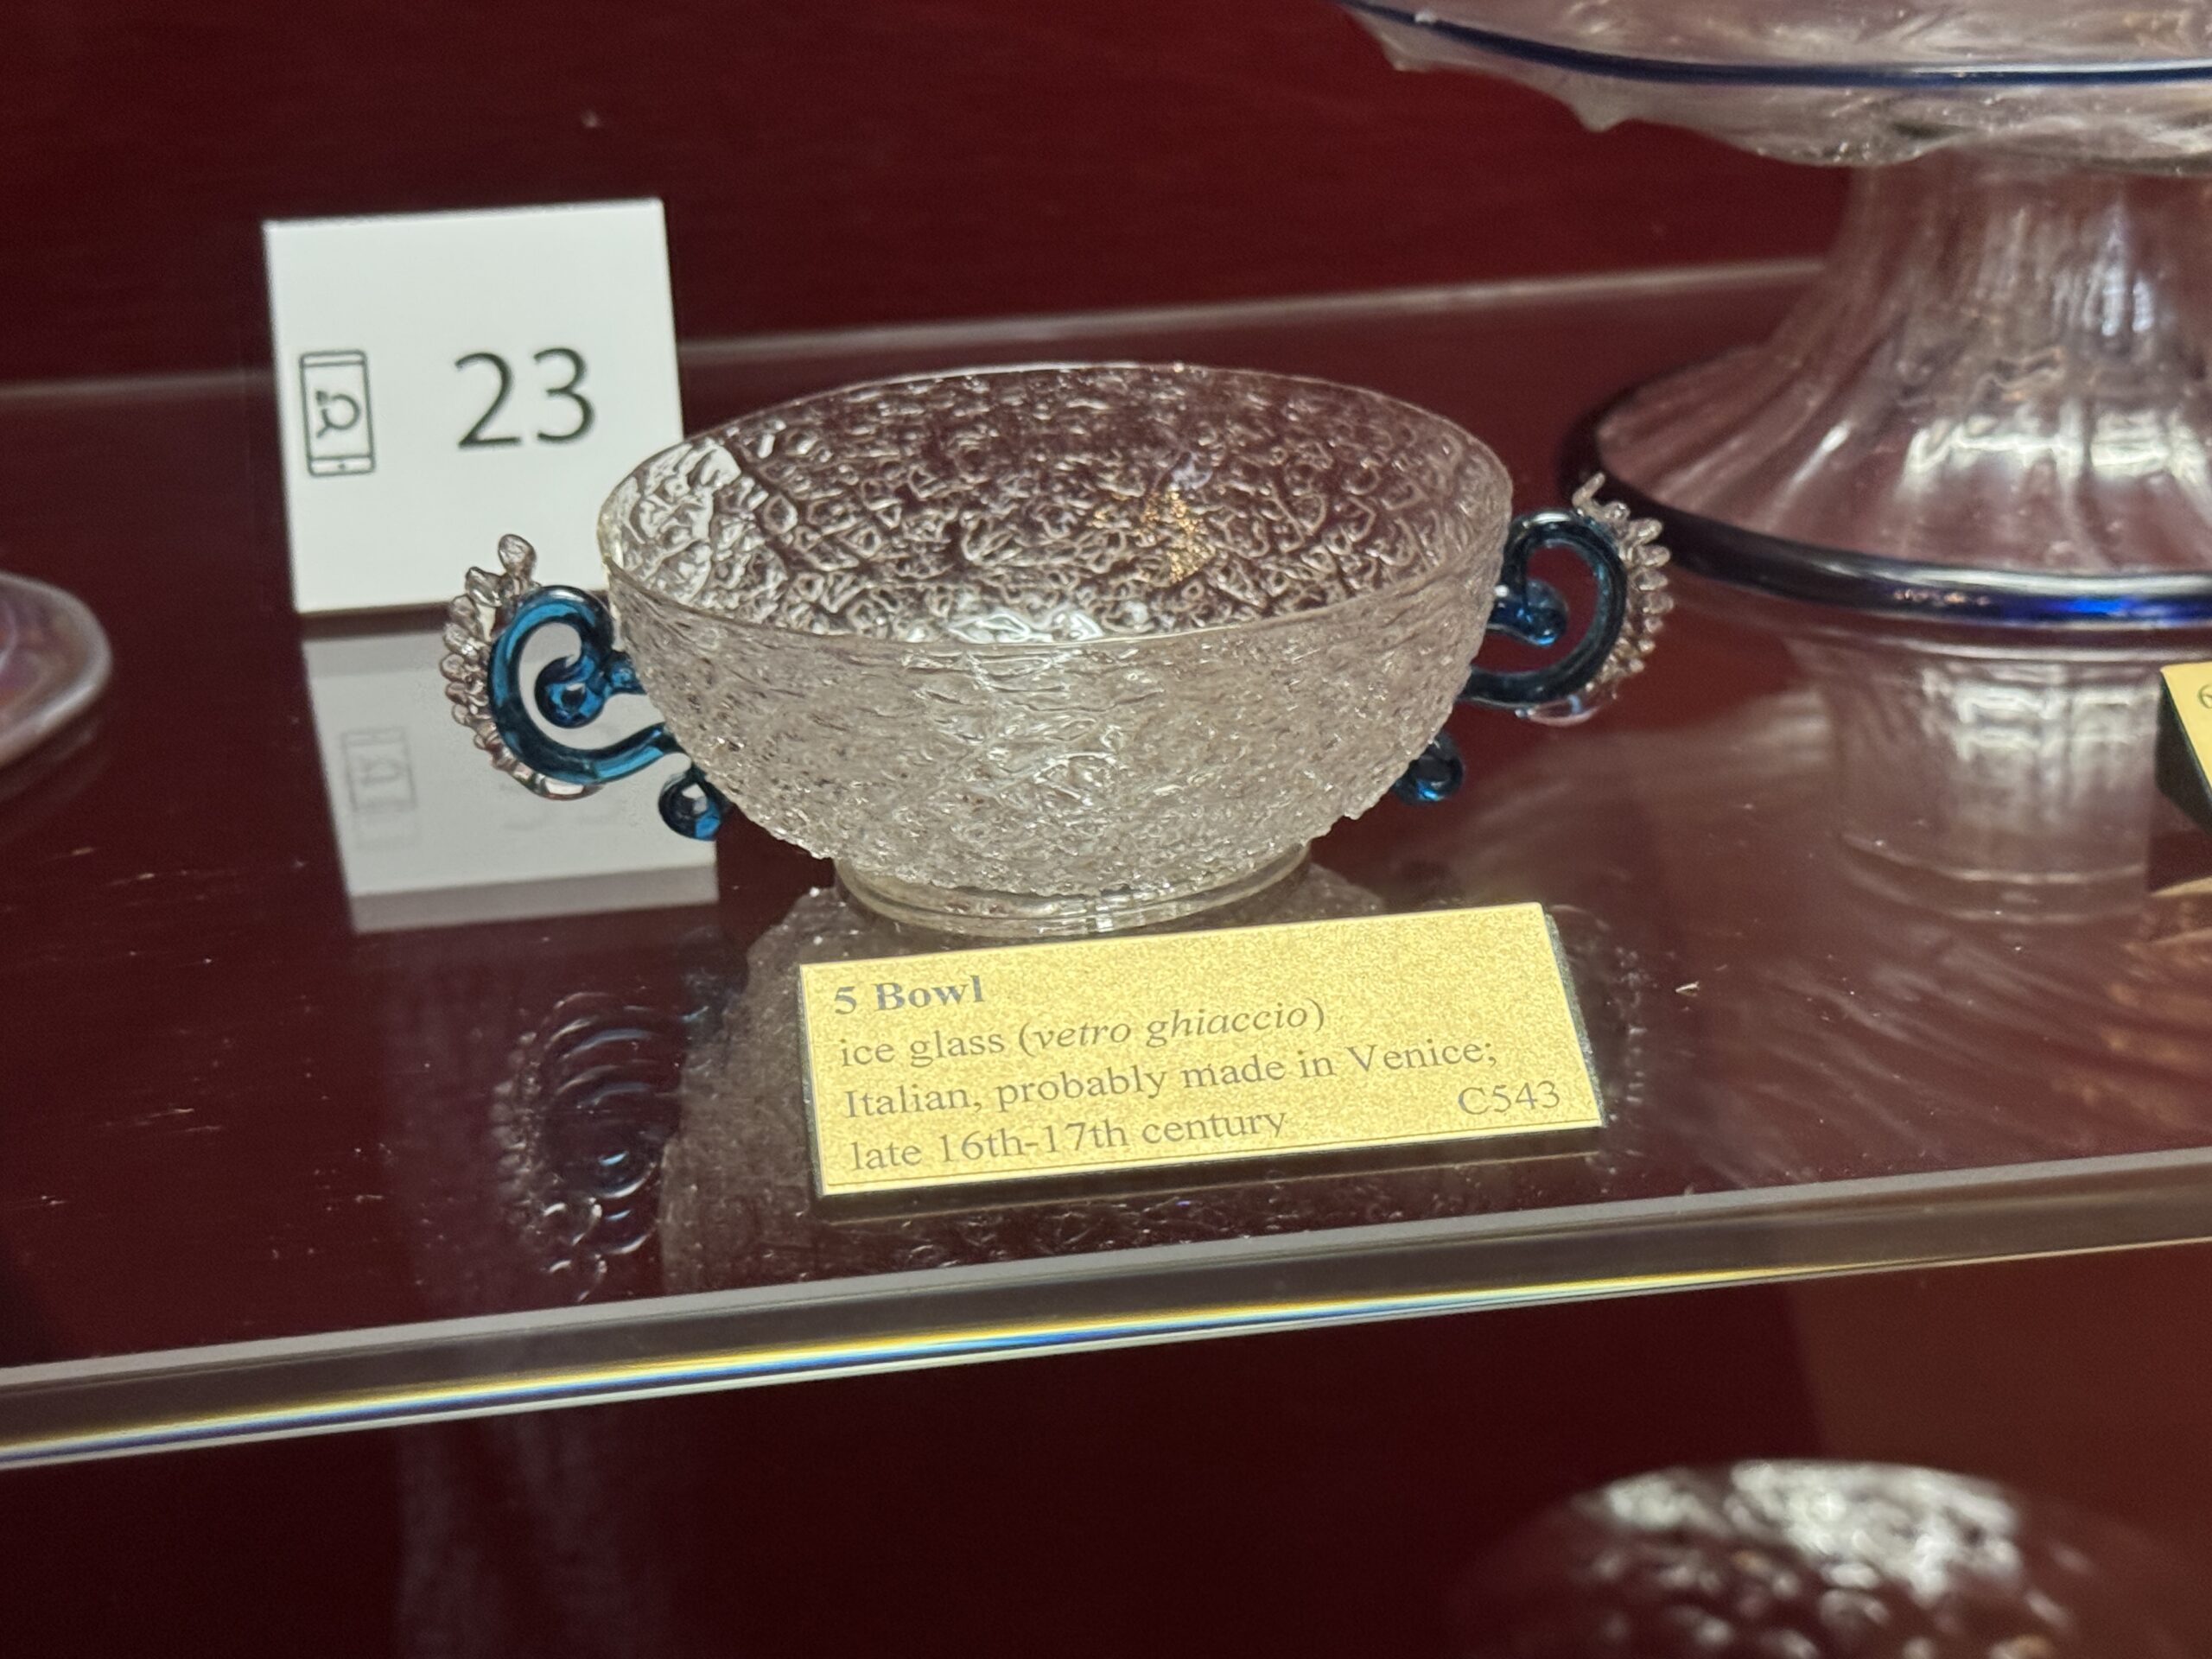 23
5 Bowl
ice glass (vetro ghiaccio)
Italian, probably made in Venice;
late 16th-17th century C543